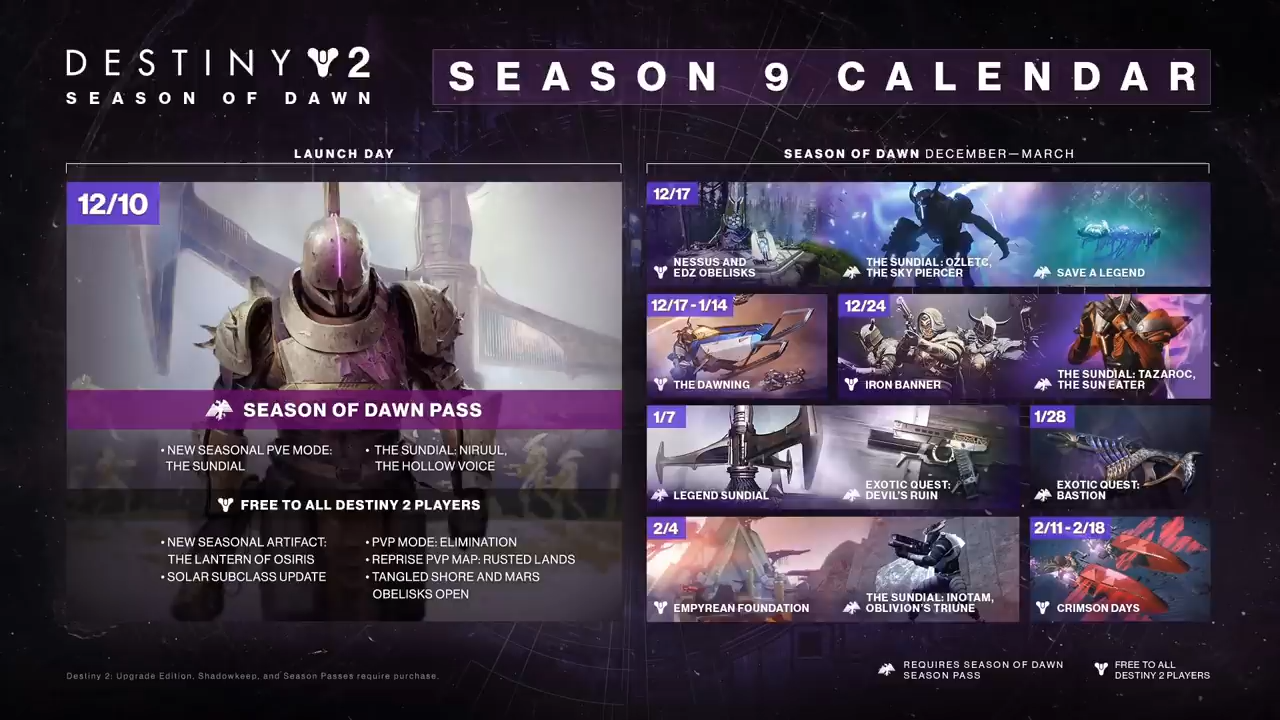 DESTINY 2
SEASON OF DAWN
SEASON 9 CALENDAR
LAUNCH DAY
12/10
SEASON OF DAWN PASS
• NEW SEASONAL PVE MODE:
THE SUNDIAL
• THE SUNDIAL: NIRUUL,
THE HOLLOW VOICE
FREE TO ALL DESTINY 2 PLAYERS
• NEW SEASONAL ARTIFACT:
THE LANTERN OF OSIRIS
• SOLAR SUBCLASS UPDATE
• PVP MODE: ELIMINATION
• REPRISE PVP MAP: RUSTED LANDS
• TANGLED SHORE AND MARS
OBELISKS OPEN
SEASON OF DAWN DECEMBER—MARCH
12/17
NESSUS AND
EDZ OBELISKS
THE SUNDIAL: OZLETC,
THE SKY PIERCER
SAVE A LEGEND
12/17 - 1/14
THE DAWNING
12/24
IRON BANNER
THE SUNDIAL: TAZAROC,
THE SUN EATER
1/7
LEGEND SUNDIAL
EXOTIC QUEST:
DEVIL'S RUIN
1/28
EXOTIC QUEST:
BASTION
2/4
EMPYREAN FOUNDATION
THE SUNDIAL: INOTAM,
OBLIVION'S TRIUNE
2/11 - 2/18
CRIMSON DAYS
Destiny 2: Upgrade Edition, Shadowkeep, and Season Passes require purchase.
REQUIRES SEASON OF DAWN
SEASON PASS
FREE TO ALL
DESTINY 2 PLAYERS